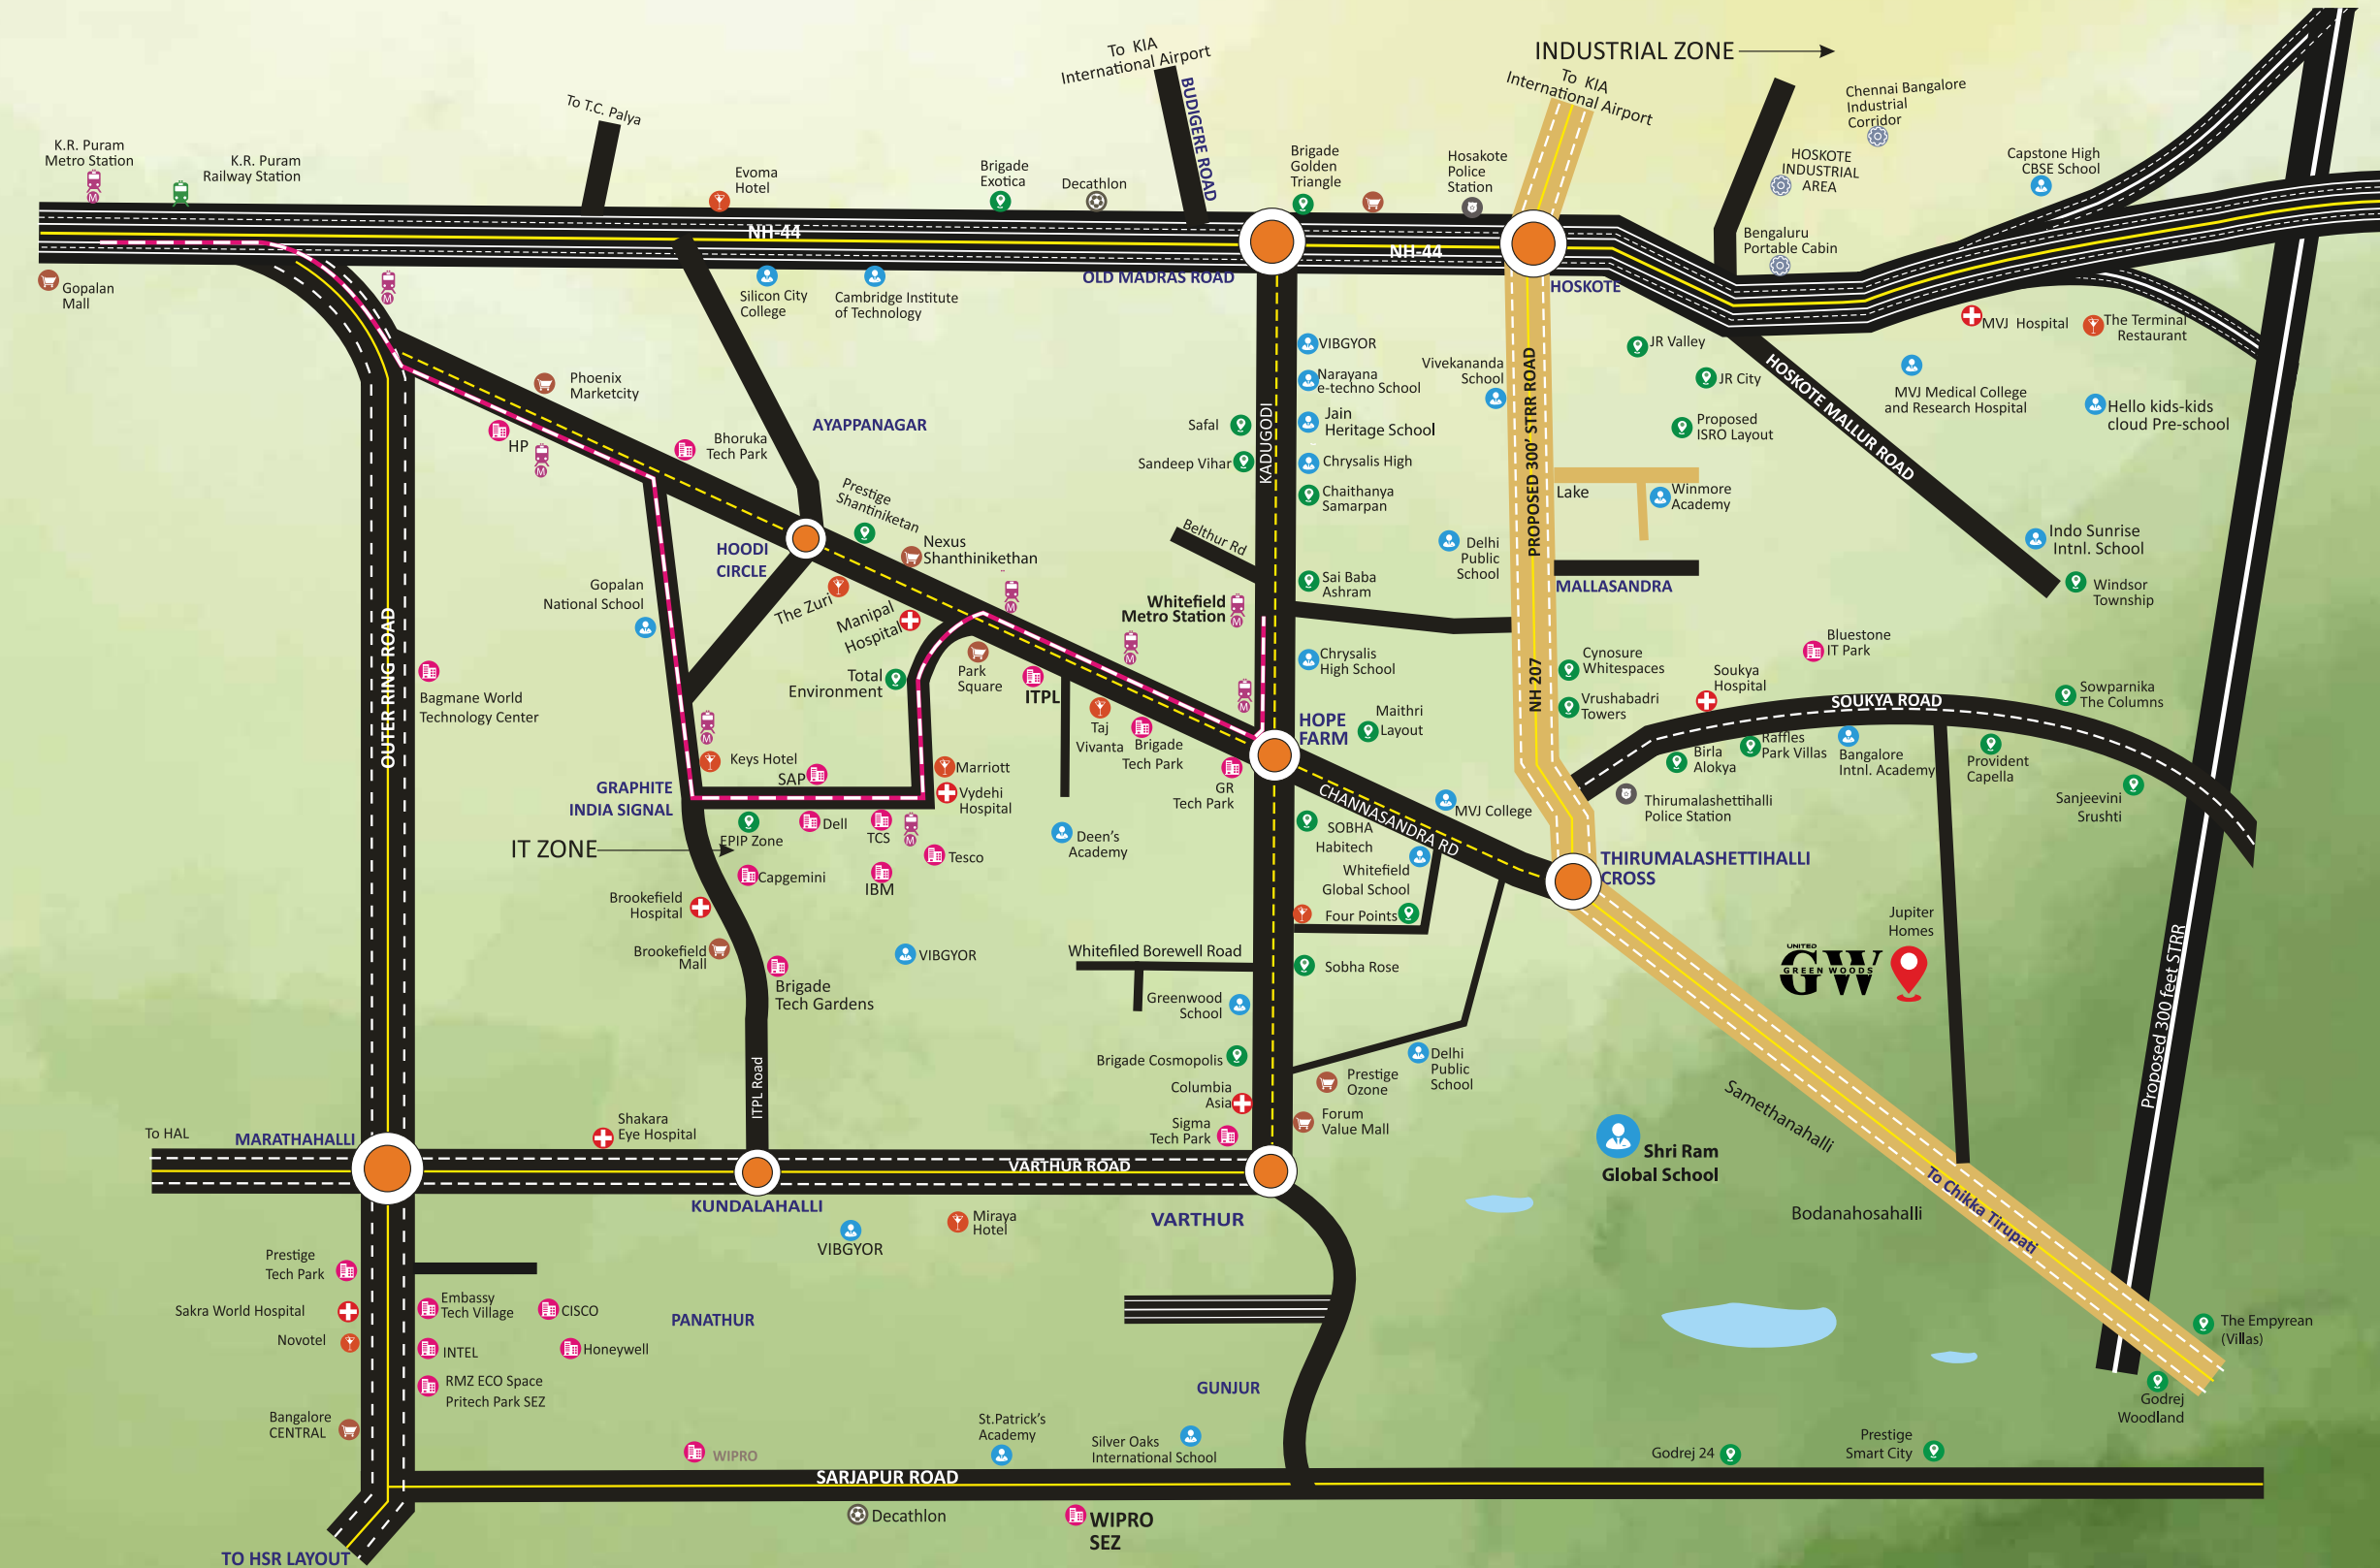 To KIA
International Airport
INDUSTRIAL ZONE
To KIA
International Airport
Chennai Bangalore
Industrial
Corridor
To T.C. Palya
BUDIGERE ROAD
K.R. Puram
Metro Station
K.R. Puram
Railway Station
Evoma
Hotel
Brigade
Exotica
Decathlon
Brigade
Golden
Triangle
Hosakote
Police
Station
HOSKOTE
INDUSTRIAL
AREA
Capstone High
CBSE School
Bengaluru
Portable Cabin
NH-44
NH-44
OLD MADRAS ROAD
HOSKOTE
Gopalan
Mall
Silicon City
College
Cambridge Institute
of Technology
MVJ Hospital
The Terminal
Restaurant
VIBGYOR
Narayana
e-techno School
Jain
Heritage School
Chrysalis High
Chaithanya
Samarpan
Vivekananda
School
JR Valley
JR City
Proposed
ISRO Layout
HOSKOTE MALLUR ROAD
MVJ Medical College
and Research Hospital
Hello kids-kids
cloud Pre-school
Phoenix
Marketcity
HP
Bhoruka
Tech Park
AYAPPANAGAR
Safal
Sandeep Vihar
KADUGODI
PROPOSED 300' STRR ROAD
Lake
Winmore
Academy
Prestige
Shantiniketan
Nexus
Shanthinikethan
HOODI
CIRCLE
Belthur Rd
Delhi
Public
School
MALLASANDRA
Indo Sunrise
Intnl. School
Windsor
Township
Gopalan
National School
The Zuri
Manipal
Hospital
Whitefield
Metro Station
Sai Baba
Ashram
OUTER RING ROAD
Bagmane World
Technology Center
Total
Environment
Park
Square
ITPL
Chrysalis
High School
NH 207
Cynosure
Whitespaces
Vrushabadri
Towers
Soukya
Hospital
Bluestone
IT Park
SOUKYA ROAD
Sowparnika
The Columns
Taj
Vivanta
Brigade
Tech Park
HOPE
FARM
Maithri
Layout
Birla
Alokya
Raffles
Park Villas
Bangalore
Intnl. Academy
Provident
Capella
Sanjeevini
Srushti
Keys Hotel
SAP
Marriott
Vydehi
Hospital
GRAPHITE
INDIA SIGNAL
GR
Tech Park
CHANNASANDRA RD
MVJ College
Thirumalashettihalli
Police Station
EPIP Zone
Dell
TCS
Tesco
Deen's
Academy
SOBHA
Habitech
IT ZONE
Capgemini
IBM
Whitefield
Global School
THIRUMALASHETTIHALLI
CROSS
Brookefield
Hospital
Four Points
Jupiter
Homes
UNITED
GW
GREEN WOODS
Brookefield
Mall
VIBGYOR
Whitefiled Borewell Road
Sobha Rose
Brigade
Tech Gardens
Greenwood
School
Proposed 300 feet STRR
ITPL Road
Brigade Cosmopolis
Delhi
Public
School
Prestige
Ozone
Columbia
Asia
Forum
Value Mall
Sigma
Tech Park
Samethanahalli
Shri Ram
Global School
To HAL
MARATHAHALLI
Shakara
Eye Hospital
VARTHUR ROAD
KUNDALAHALLI
VARTHUR
VIBGYOR
Miraya
Hotel
Bodanahosahalli
To Chikka Tirupati
Prestige
Tech Park
Sakra World Hospital
Novotel
Embassy
Tech Village
CISCO
INTEL
Honeywell
RMZ ECO Space
Pritech Park SEZ
PANATHUR
GUNJUR
The Empyrean
(Villas)
Godrej
Woodland
Bangalore
CENTRAL
WIPRO
St.Patrick's
Academy
Silver Oaks
International School
Godrej 24
Prestige
Smart City
SARJAPUR ROAD
Decathlon
WIPRO
SEZ
TO HSR LAYOUT